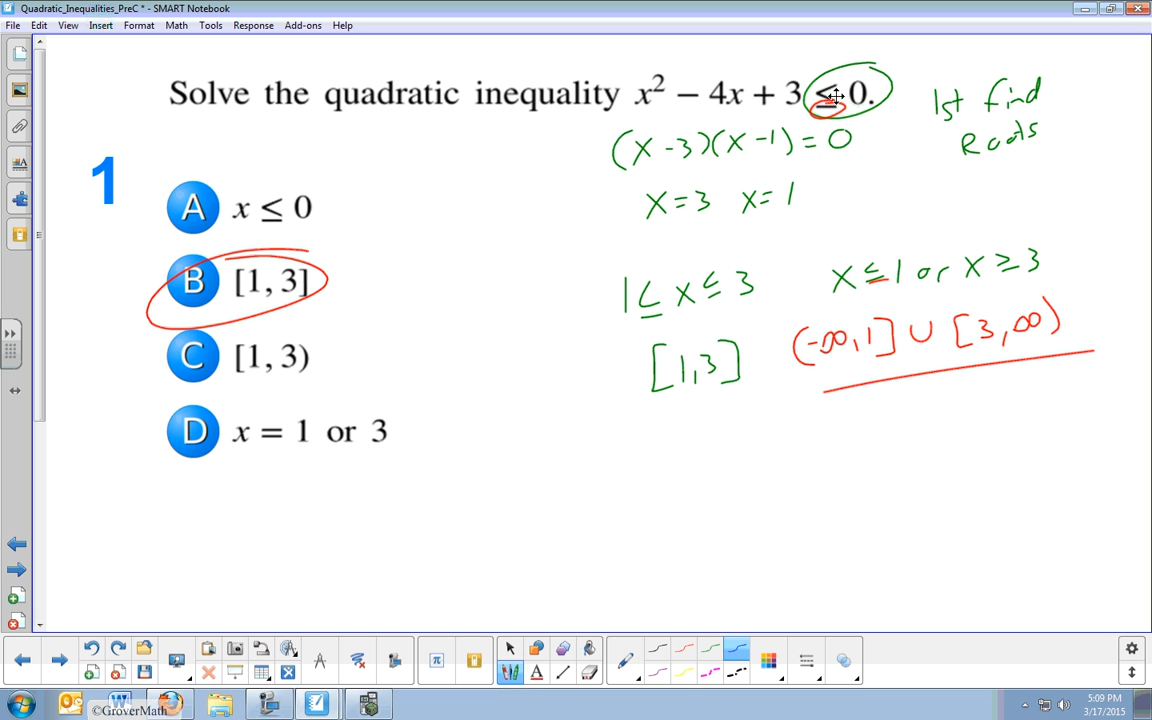 Quadratic_Inequalities_PreC * - SMART Notebook
File Edit View Insert Format Math Tools Draw Add-ons Help
Solve the quadratic inequality x² − 4x + 3 ≤ 0.
1st find
Roots
(x-3)(x-1)=0
x=3 x=1
1
A x ≤ 0
B [1, 3]
C [1, 3)
D x = 1 or 3
1 ≤ x ≤ 3
x ≤ 1 or x ≥ 3
[1,3]
(-∞,1] ∪ [3,∞)
©GroverMath
5:09 PM
3/17/2015